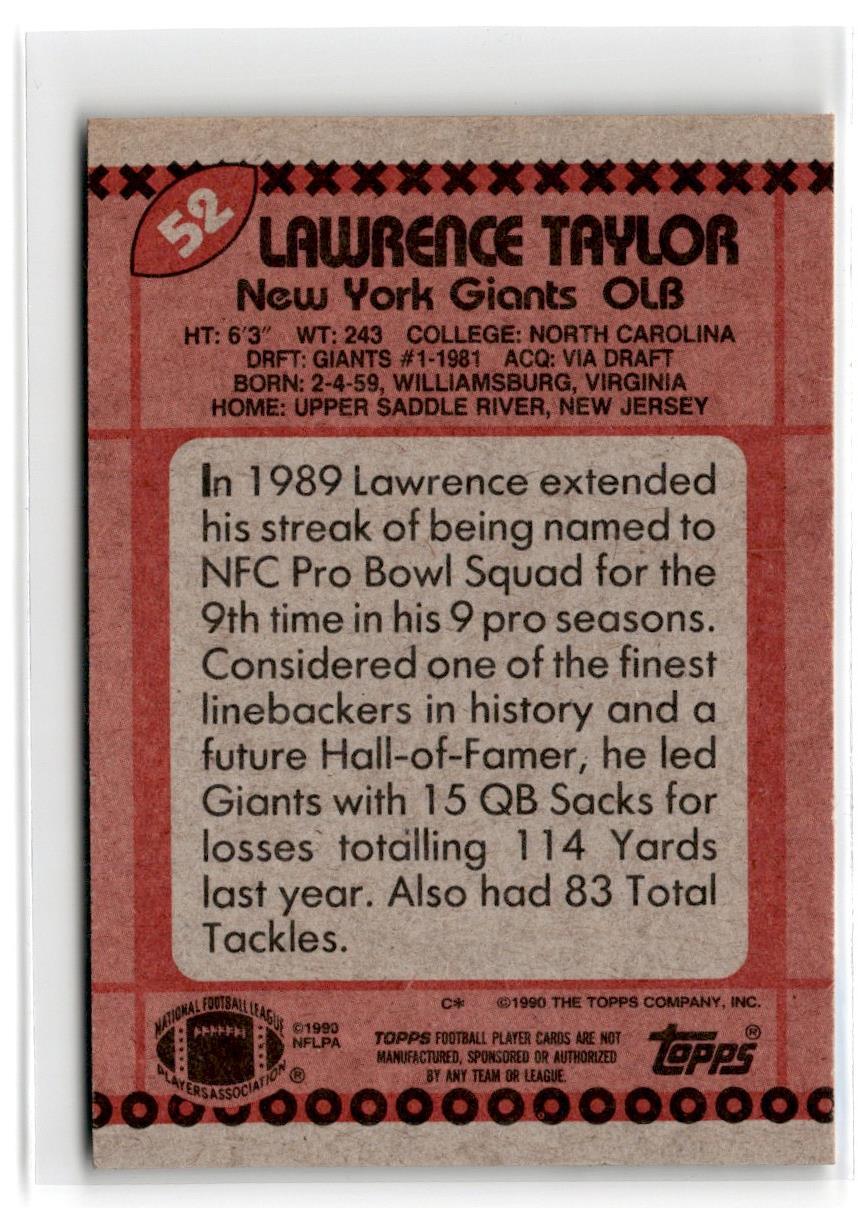 52
LAWRENCE TAYLOR
New York Giants OLB
HT: 6'3" WT: 243 COLLEGE: NORTH CAROLINA
DRFT: GIANTS #1-1981 ACQ: VIA DRAFT
BORN: 2-4-59, WILLIAMSBURG, VIRGINIA
HOME: UPPER SADDLE RIVER, NEW JERSEY
In 1989 Lawrence extended
his streak of being named to
NFC Pro Bowl Squad for the
9th time in his 9 pro seasons.
Considered one of the finest
linebackers in history and a
future Hall-of-Famer, he led
Giants with 15 QB Sacks for
losses totalling 114 Yards
last year. Also had 83 Total
Tackles.
C* ©1990 THE TOPPS COMPANY, INC.
NATIONAL FOOTBALL LEAGUE
PLAYERS ASSOCIATION ®
©1990
NFLPA
TOPPS FOOTBALL PLAYER CARDS ARE NOT
MANUFACTURED, SPONSORED OR AUTHORIZED
BY ANY TEAM OR LEAGUE.
topps ®